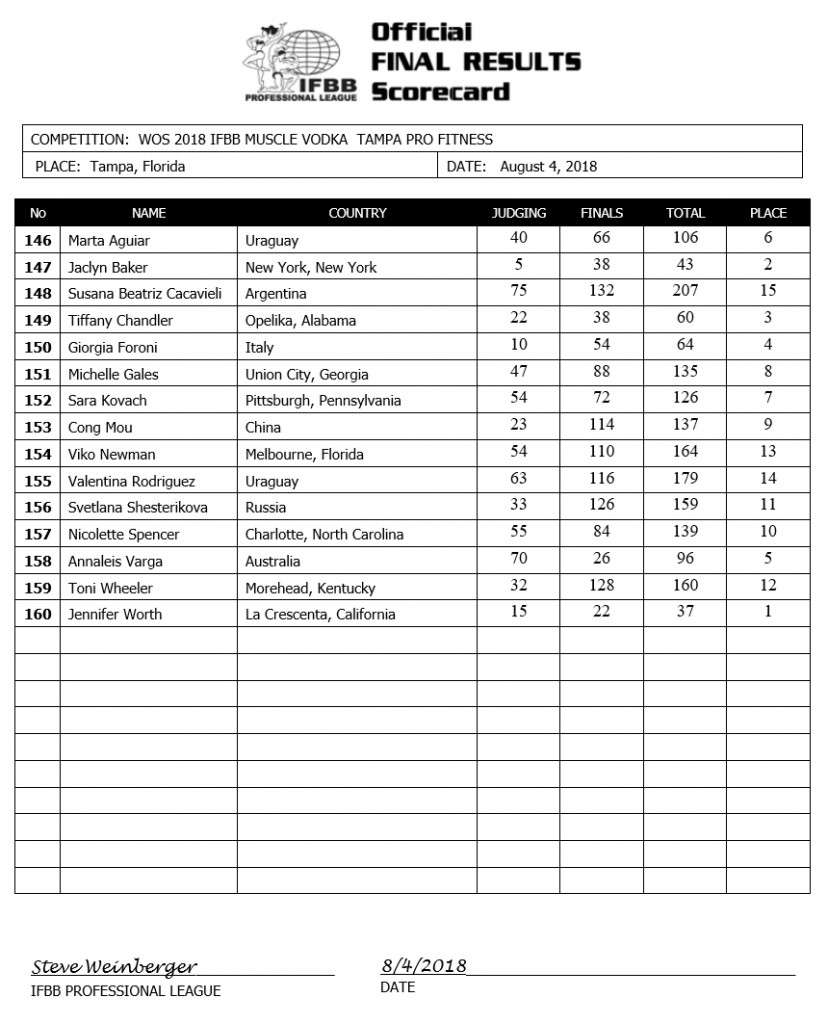 Official
FINAL RESULTS
Scorecard
IFBB
PROFESSIONAL LEAGUE
COMPETITION: WOS 2018 IFBB MUSCLE VODKA TAMPA PRO FITNESS
PLACE: Tampa, Florida DATE: August 4, 2018
No NAME COUNTRY JUDGING FINALS TOTAL PLACE
146 Marta Aguiar Uraguay 40 66 106 6
147 Jaclyn Baker New York, New York 5 38 43 2
148 Susana Beatriz Cacavieli Argentina 75 132 207 15
149 Tiffany Chandler Opelika, Alabama 22 38 60 3
150 Giorgia Foroni Italy 10 54 64 4
151 Michelle Gales Union City, Georgia 47 88 135 8
152 Sara Kovach Pittsburgh, Pennsylvania 54 72 126 7
153 Cong Mou China 23 114 137 9
154 Viko Newman Melbourne, Florida 54 110 164 13
155 Valentina Rodriguez Uraguay 63 116 179 14
156 Svetlana Shesterikova Russia 33 126 159 11
157 Nicolette Spencer Charlotte, North Carolina 55 84 139 10
158 Annaleis Varga Australia 70 26 96 5
159 Toni Wheeler Morehead, Kentucky 32 128 160 12
160 Jennifer Worth La Crescenta, California 15 22 37 1
Steve Weinberger 8/4/2018
IFBB PROFESSIONAL LEAGUE DATE